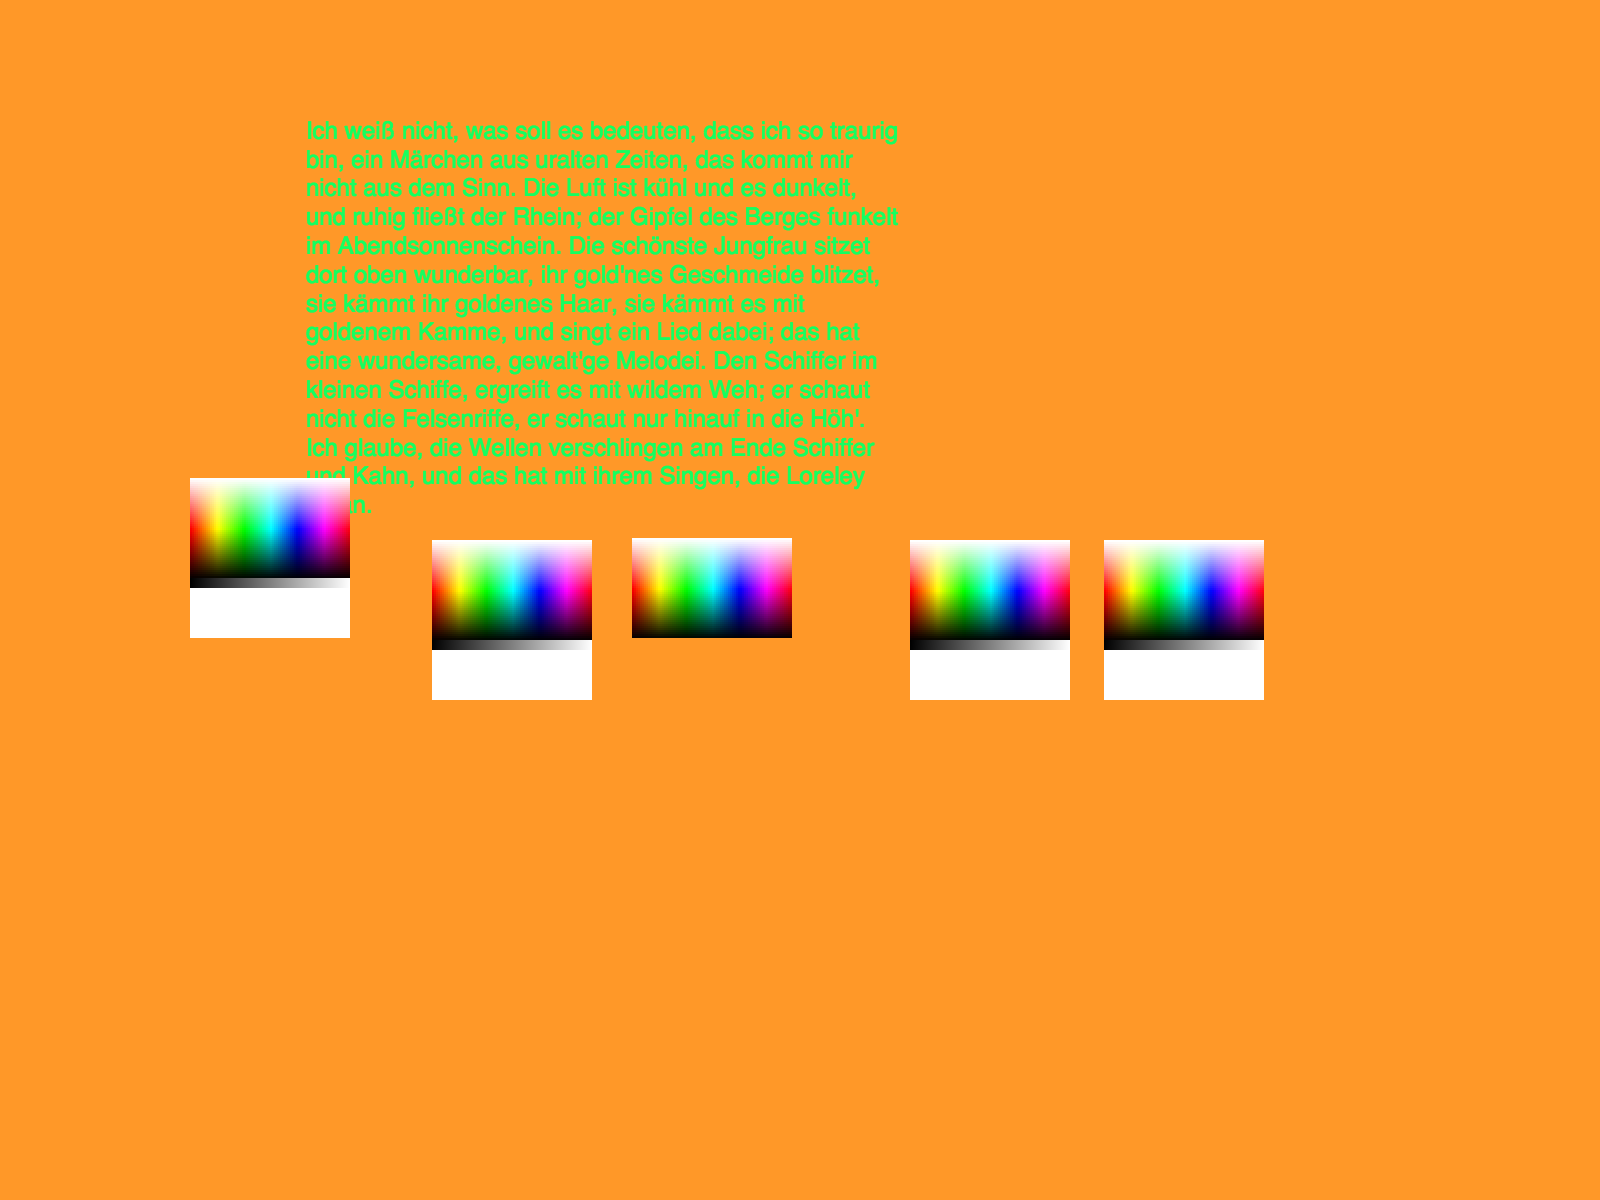 Ich weiß nicht, was soll es bedeuten, dass ich so traurig
bin, ein Märchen aus uralten Zeiten, das kommt mir
nicht aus dem Sinn. Die Luft ist kühl und es dunkelt,
und ruhig fließt der Rhein; der Gipfel des Berges funkelt
im Abendsonnenschein. Die schönste Jungfrau sitzet
dort oben wunderbar, ihr gold'nes Geschmeide blitzet,
sie kämmt ihr goldenes Haar, sie kämmt es mit
goldenem Kamme, und singt ein Lied dabei; das hat
eine wundersame, gewalt'ge Melodei. Den Schiffer im
kleinen Schiffe, ergreift es mit wildem Weh; er schaut
nicht die Felsenriffe, er schaut nur hinauf in die Höh'.
Ich glaube, die Wellen verschlingen am Ende Schiffer
und Kahn, und das hat mit ihrem Singen, die Loreley